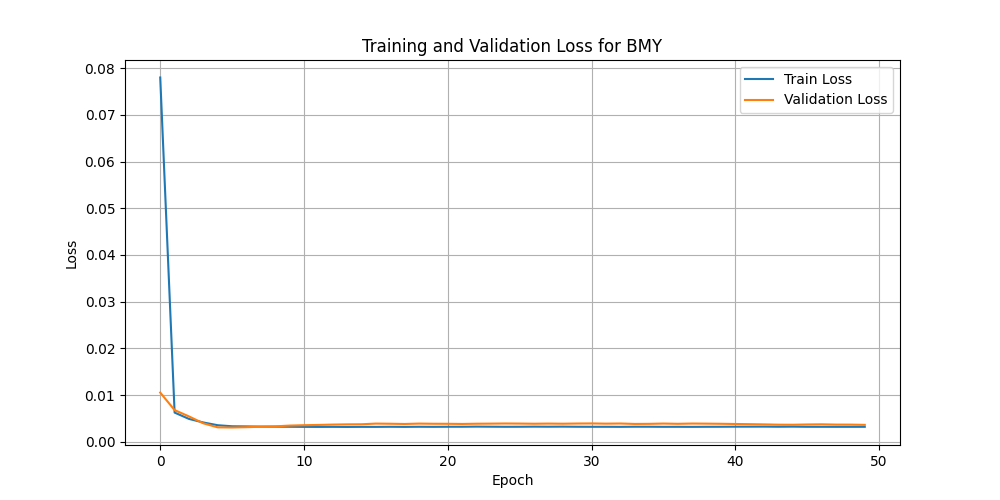 Training and Validation Loss for BMY
0.08
0.07
0.06
0.05
0.04
0.03
0.02
0.01
0.00
Loss
Train Loss
Validation Loss
0 10 20 30 40 50
Epoch